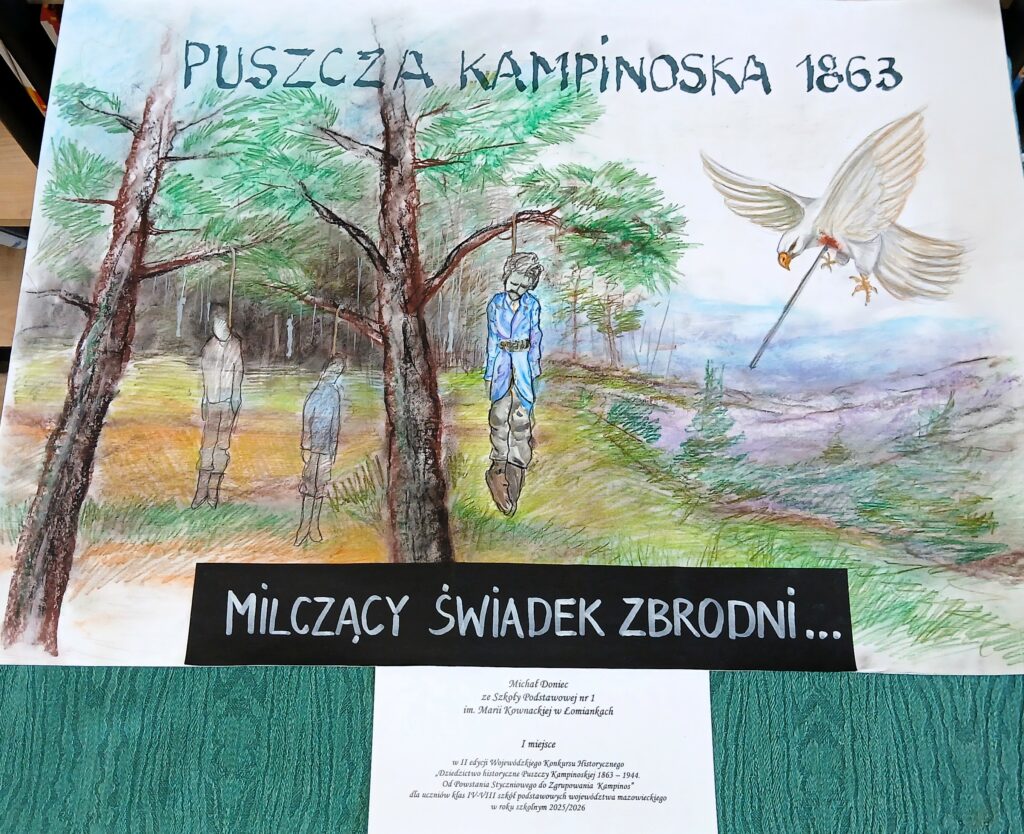 PUSZCZA KAMPINOSKA 1863
MILCZĄCY ŚWIADEK ZBRODNI...
Michał Doniec
ze Szkoły Podstawowej nr 1
im. Marii Kownackiej w Łomiankach
I miejsce
w II edycji Wojewódzkiego Konkursu Historycznego
„Dziedzictwo historyczne Puszczy Kampinoskiej 1863 – 1944.
Od Powstania Styczniowego do Zgrupowania Kampinos"
dla uczniów klas IV-VIII szkół podstawowych województwa mazowieckiego
w roku szkolnym 2025/2026